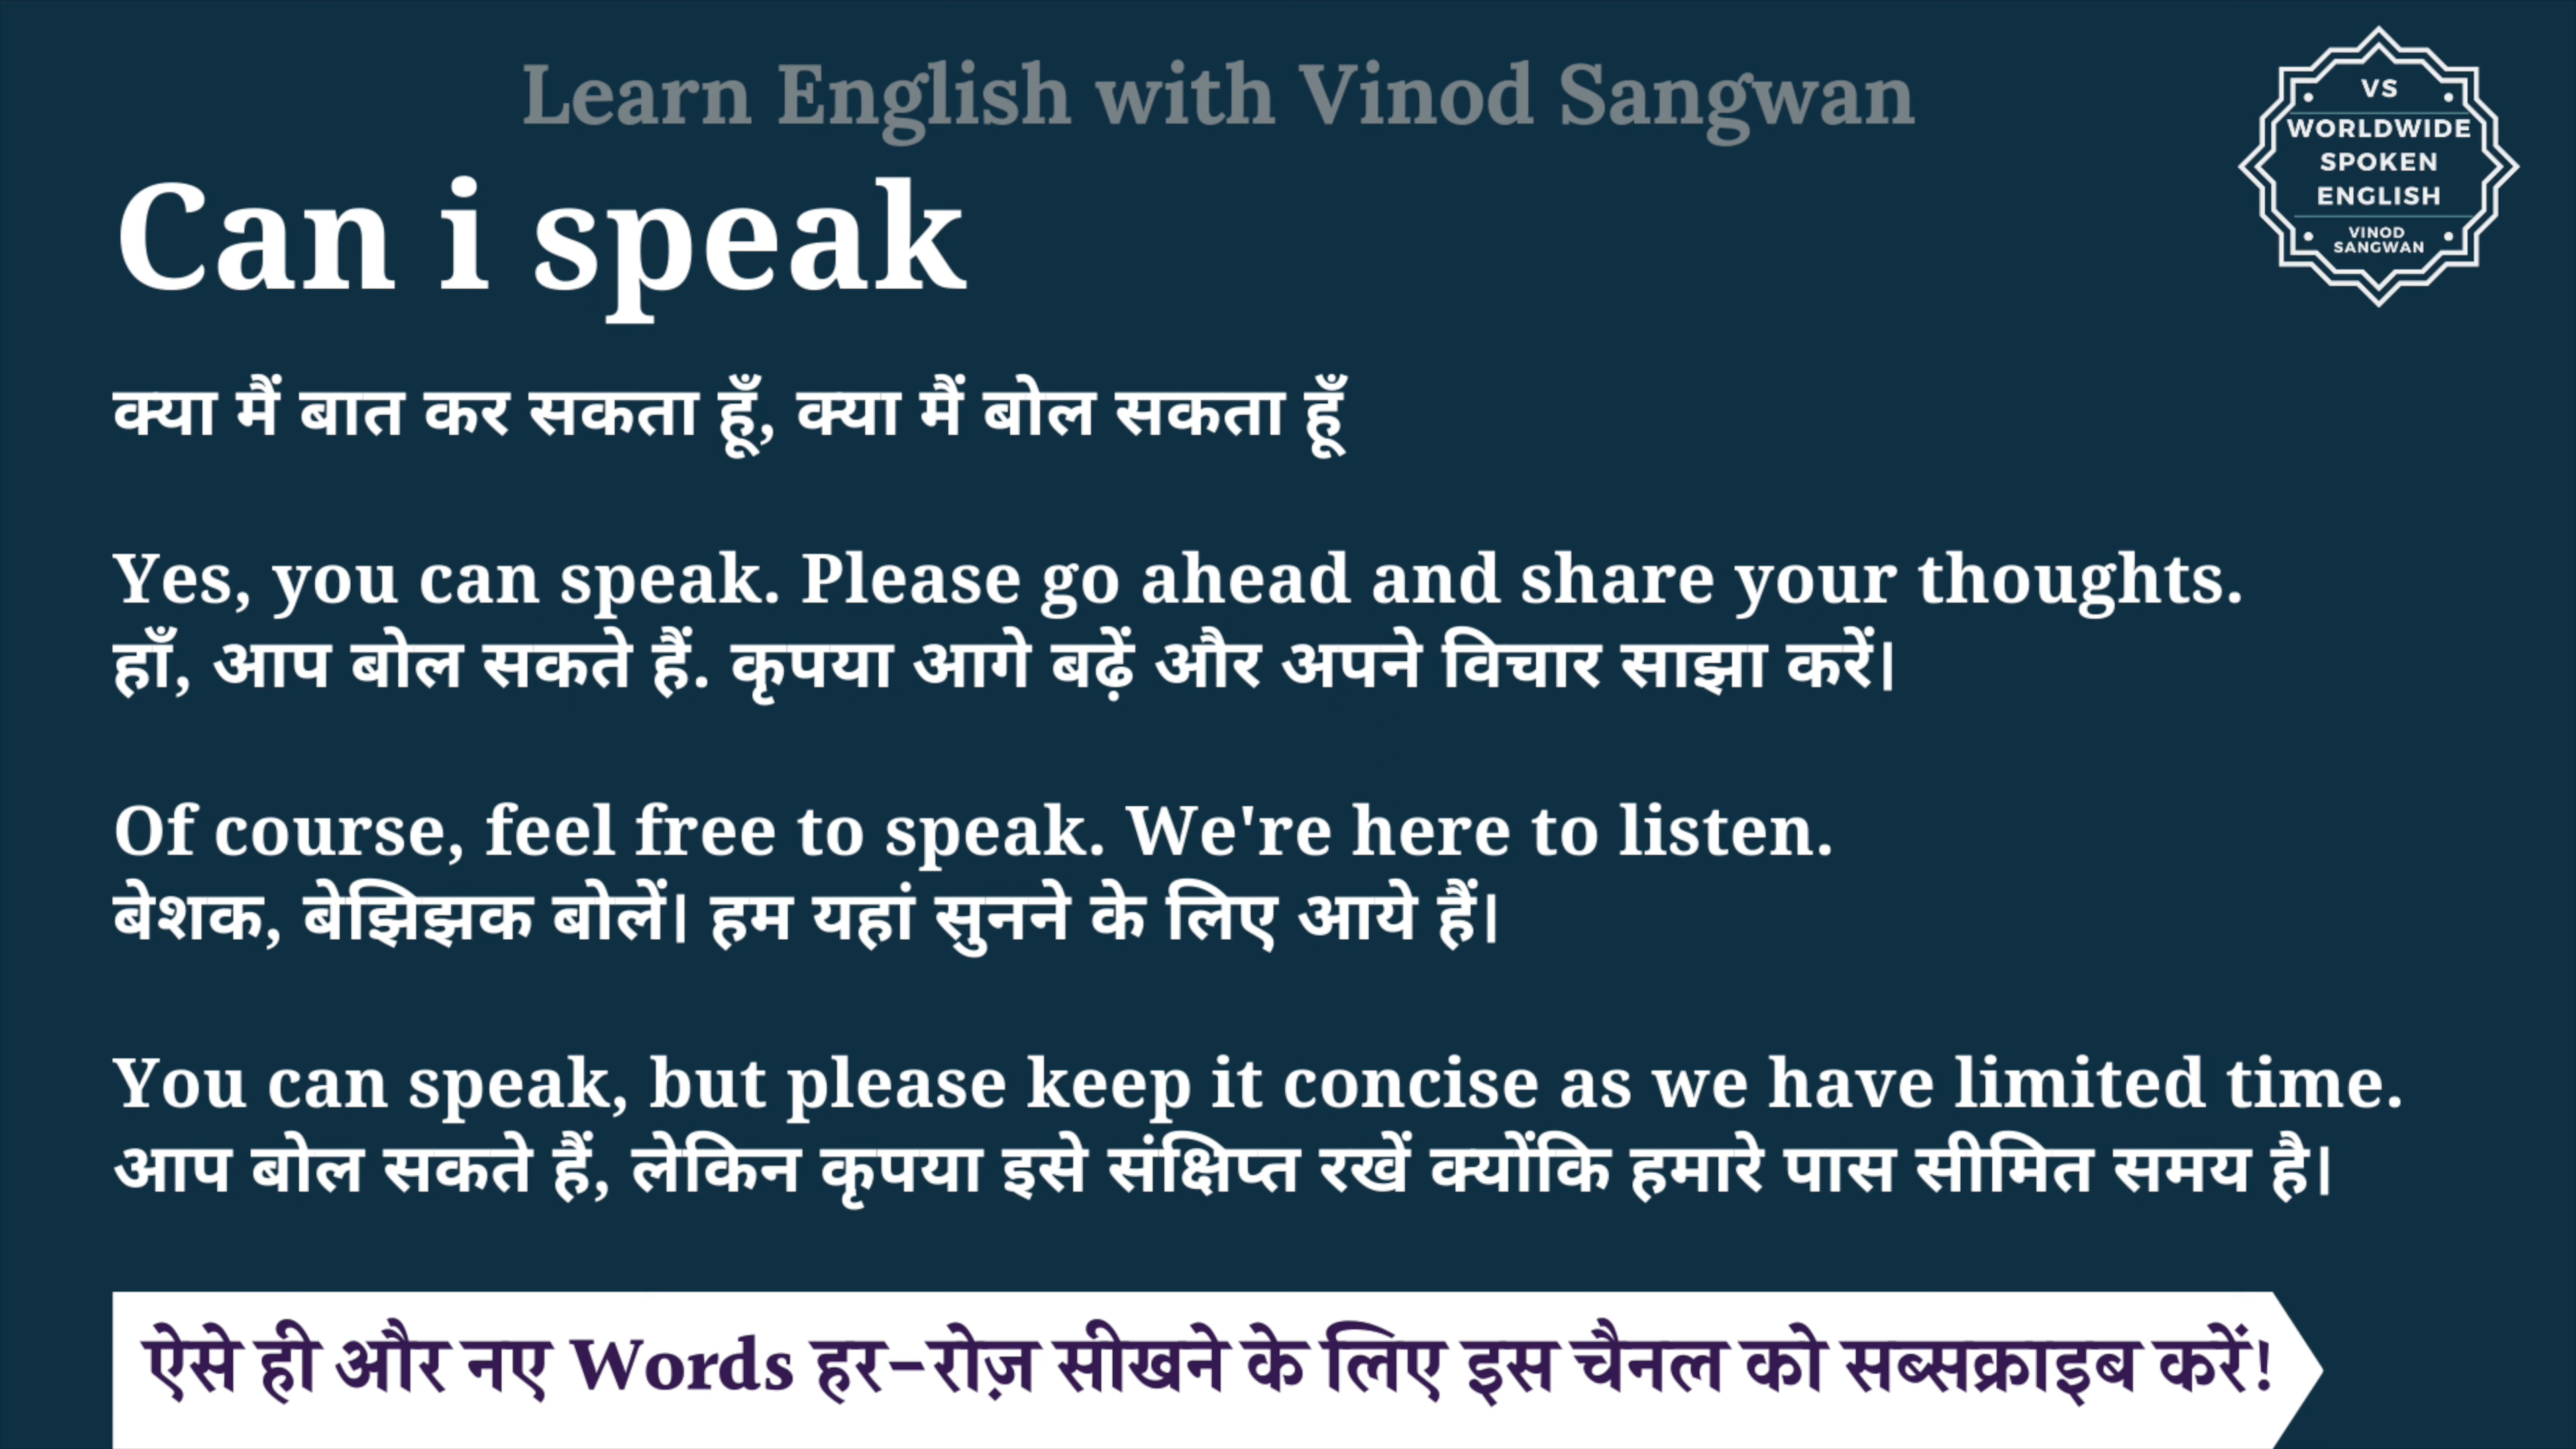 Learn English with Vinod Sangwan
VS
WORLDWIDE
SPOKEN
ENGLISH
VINOD
SANGWAN
Can i speak
क्या मैं बात कर सकता हूँ, क्या मैं बोल सकता हूँ
Yes, you can speak. Please go ahead and share your thoughts.
हाँ, आप बोल सकते हैं. कृपया आगे बढ़ें और अपने विचार साझा करें।
Of course, feel free to speak. We're here to listen.
बेशक, बेझिझक बोलें। हम यहां सुनने के लिए आये हैं।
You can speak, but please keep it concise as we have limited time.
आप बोल सकते हैं, लेकिन कृपया इसे संक्षिप्त रखें क्योंकि हमारे पास सीमित समय है।
ऐसे ही और नए Words हर-रोज़ सीखने के लिए इस चैनल को सब्सक्राइब करें!